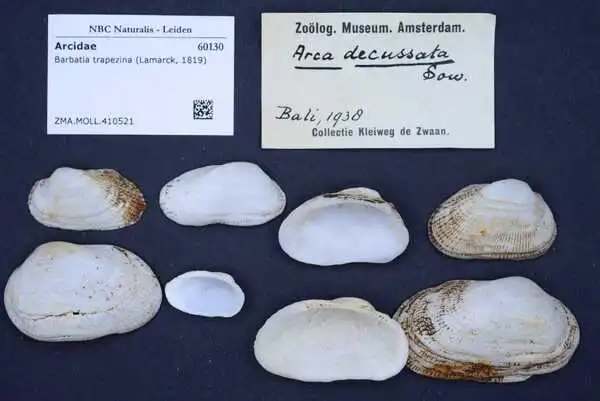 NBC Naturalis - Leiden
Arcidae 60130
Barbatia trapezina (Lamarck, 1819)
ZMA.MOLL.410521
Zoölog. Museum. Amsterdam.
Arca decussata
Sow.
Bali, 1938
Collectie Kleiweg de Zwaan.